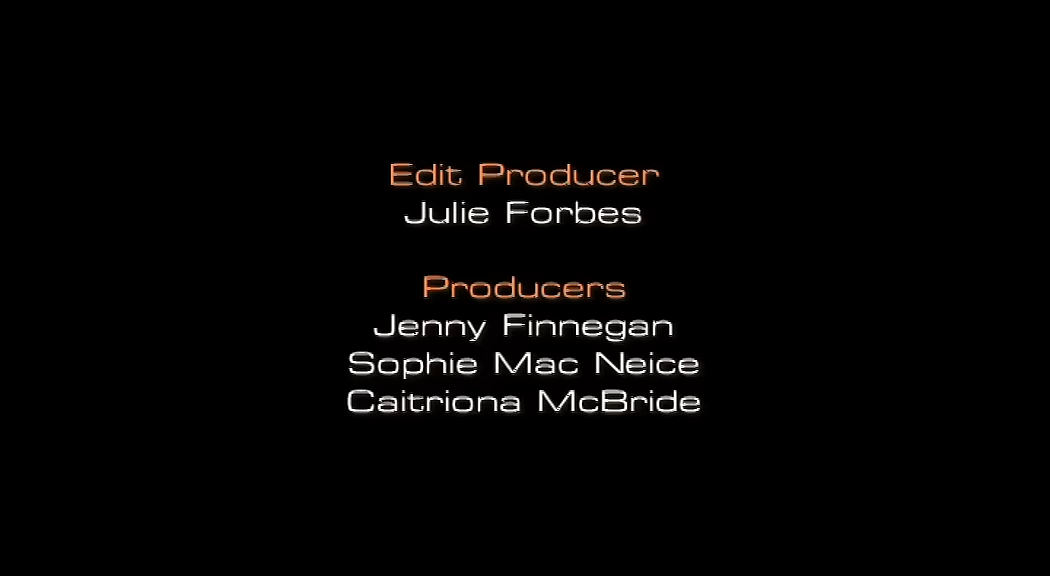 Edit Producer
Julie Forbes
Producers
Jenny Finnegan
Sophie Mac Neice
Caitriona McBride